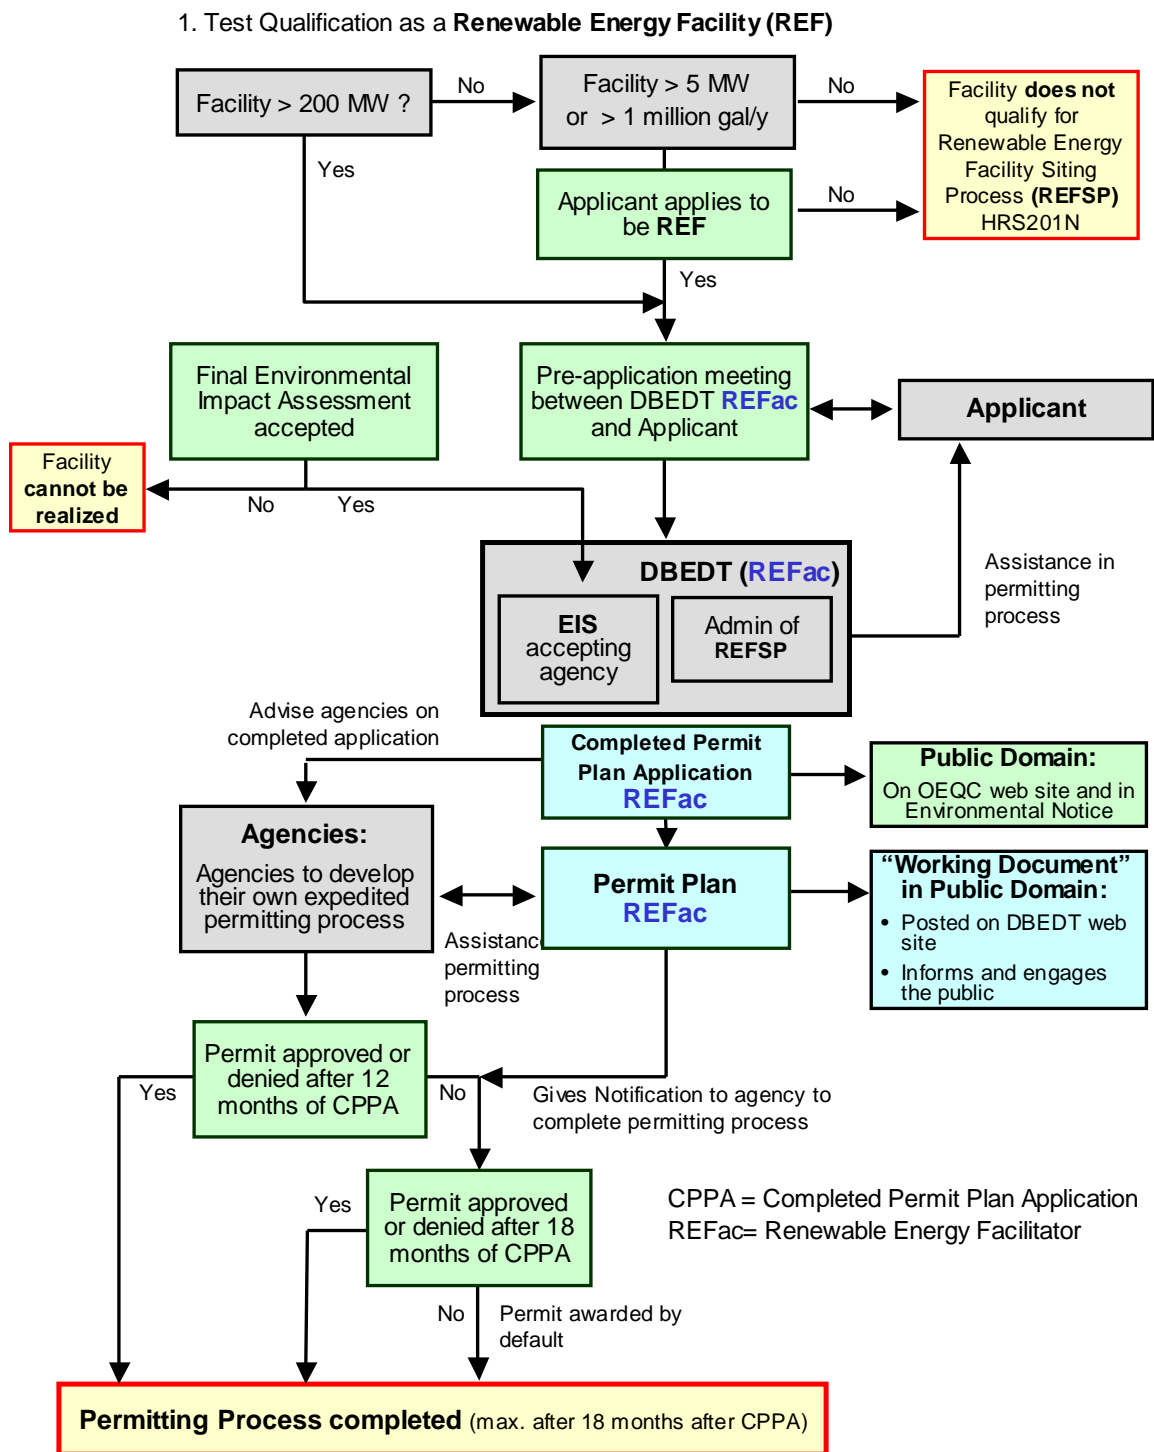 1. Test Qualification as a Renewable Energy Facility (REF)
Facility > 200 MW ?
No
Facility > 5 MW
or > 1 million gal/y
No
Facility does not
qualify for
Renewable Energy
Facility Siting
Process (REFSP)
HRS201N
Yes
Applicant applies to
be REF
No
Yes
Final Environmental
Impact Assessment
accepted
Pre-application meeting
between DBEDT REFac
and Applicant
Applicant
Facility
cannot be
realized
No
Yes
DBEDT (REFac)
EIS
accepting
agency
Admin of
REFSP
Assistance in
permitting
process
Advise agencies on
completed application
Completed Permit
Plan Application
REFac
Public Domain:
On OEQC web site and in
Environmental Notice
Agencies:
Agencies to develop
their own expedited
permitting process
Permit Plan
REFac
“Working Document”
in Public Domain:
• Posted on DBEDT web
site
• Informs and engages
the public
Assistance
permitting
process
Permit approved or
denied after 12
months of CPPA
Yes
No
Gives Notification to agency to
complete permitting process
Yes
Permit approved
or denied after 18
months of CPPA
CPPA = Completed Permit Plan Application
REFac= Renewable Energy Facilitator
No
Permit awarded by
default
Permitting Process completed (max. after 18 months after CPPA)